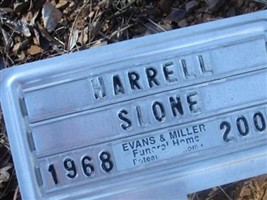 HARRELL
SLONE
EVANS & MILLER
Funeral Home
1968 200